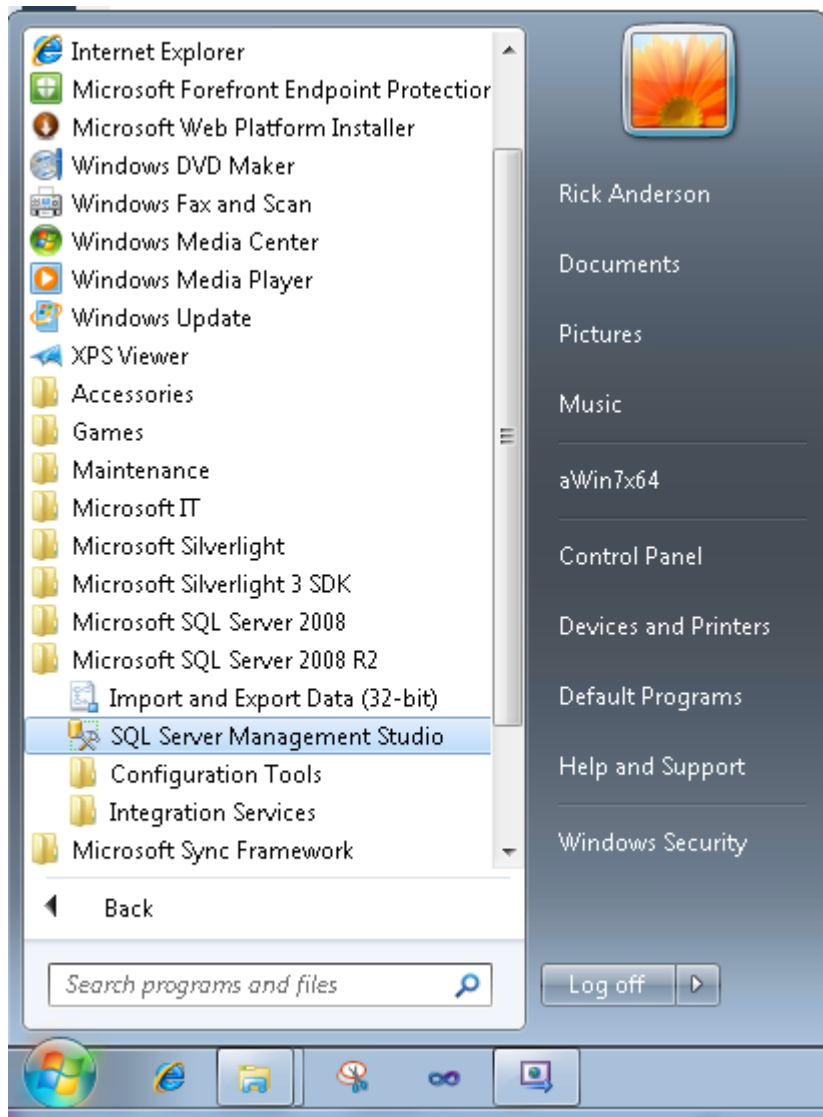 Internet Explorer
Microsoft Forefront Endpoint Protection
Microsoft Web Platform Installer
Windows DVD Maker
Windows Fax and Scan
Windows Media Center
Windows Media Player
Windows Update
XPS Viewer
Accessories
Games
Maintenance
Microsoft IT
Microsoft Silverlight
Microsoft Silverlight 3 SDK
Microsoft SQL Server 2008
Microsoft SQL Server 2008 R2
Import and Export Data (32-bit)
SQL Server Management Studio
Configuration Tools
Integration Services
Microsoft Sync Framework
Back
Search programs and files
Rick Anderson
Documents
Pictures
Music
aWin7x64
Control Panel
Devices and Printers
Default Programs
Help and Support
Windows Security
Log off